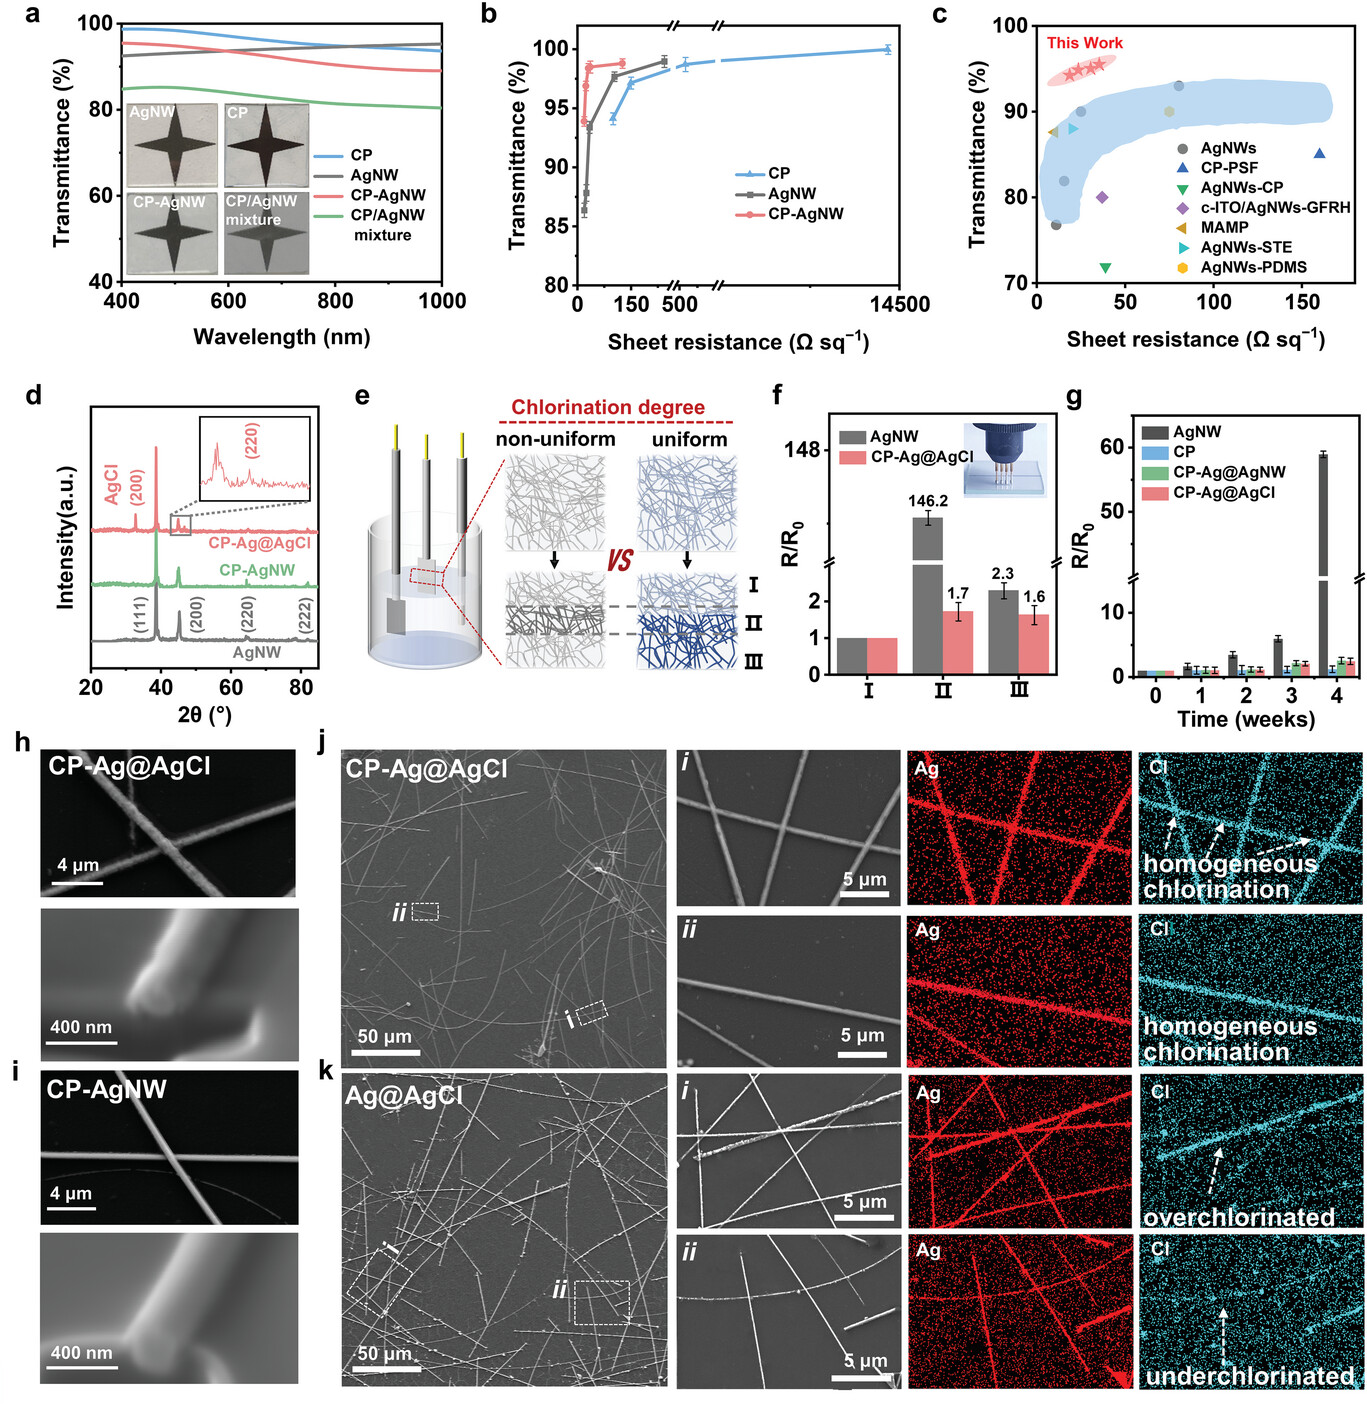 a
Transmittance (%)
100
80
60
40
400
600
800
1000
Wavelength (nm)
AgNW
CP
CP-AgNW
CP/AgNW
mixture
CP
AgNW
CP-AgNW
CP/AgNW
mixture
b
Transmittance (%)
100
95
90
85
80
0
150
500
14500
Sheet resistance (Ω sq⁻¹)
CP
AgNW
CP-AgNW
c
Transmittance (%)
100
90
80
70
0
50
100
150
Sheet resistance (Ω sq⁻¹)
This Work
AgNWs
CP-PSF
AgNWs-CP
c-ITO/AgNWs-GFRH
MAMP
AgNWs-STE
AgNWs-PDMS
d
Intensity(a.u.)
AgCl
(200)
(220)
CP-Ag@AgCl
CP-AgNW
(111)
(200)
(220)
(222)
AgNW
20
40
60
80
2θ (°)
e
Chlorination degree
non-uniform
uniform
VS
I
II
III
f
R/R₀
148
2
1
0
AgNW
CP-Ag@AgCl
146.2
1.7
2.3
1.6
I
II
III
g
R/R₀
60
50
10
0
AgNW
CP
CP-Ag@AgNW
CP-Ag@AgCl
0
1
2
3
4
Time (weeks)
h
CP-Ag@AgCl
4 μm
400 nm
i
CP-AgNW
4 μm
400 nm
j
CP-Ag@AgCl
ii
i
50 μm
i
5 μm
Ag
Cl
homogeneous
chlorination
ii
5 μm
Ag
Cl
homogeneous
chlorination
k
Ag@AgCl
i
ii
50 μm
i
5 μm
Ag
Cl
overchlorinated
ii
5 μm
Ag
Cl
underchlorinated